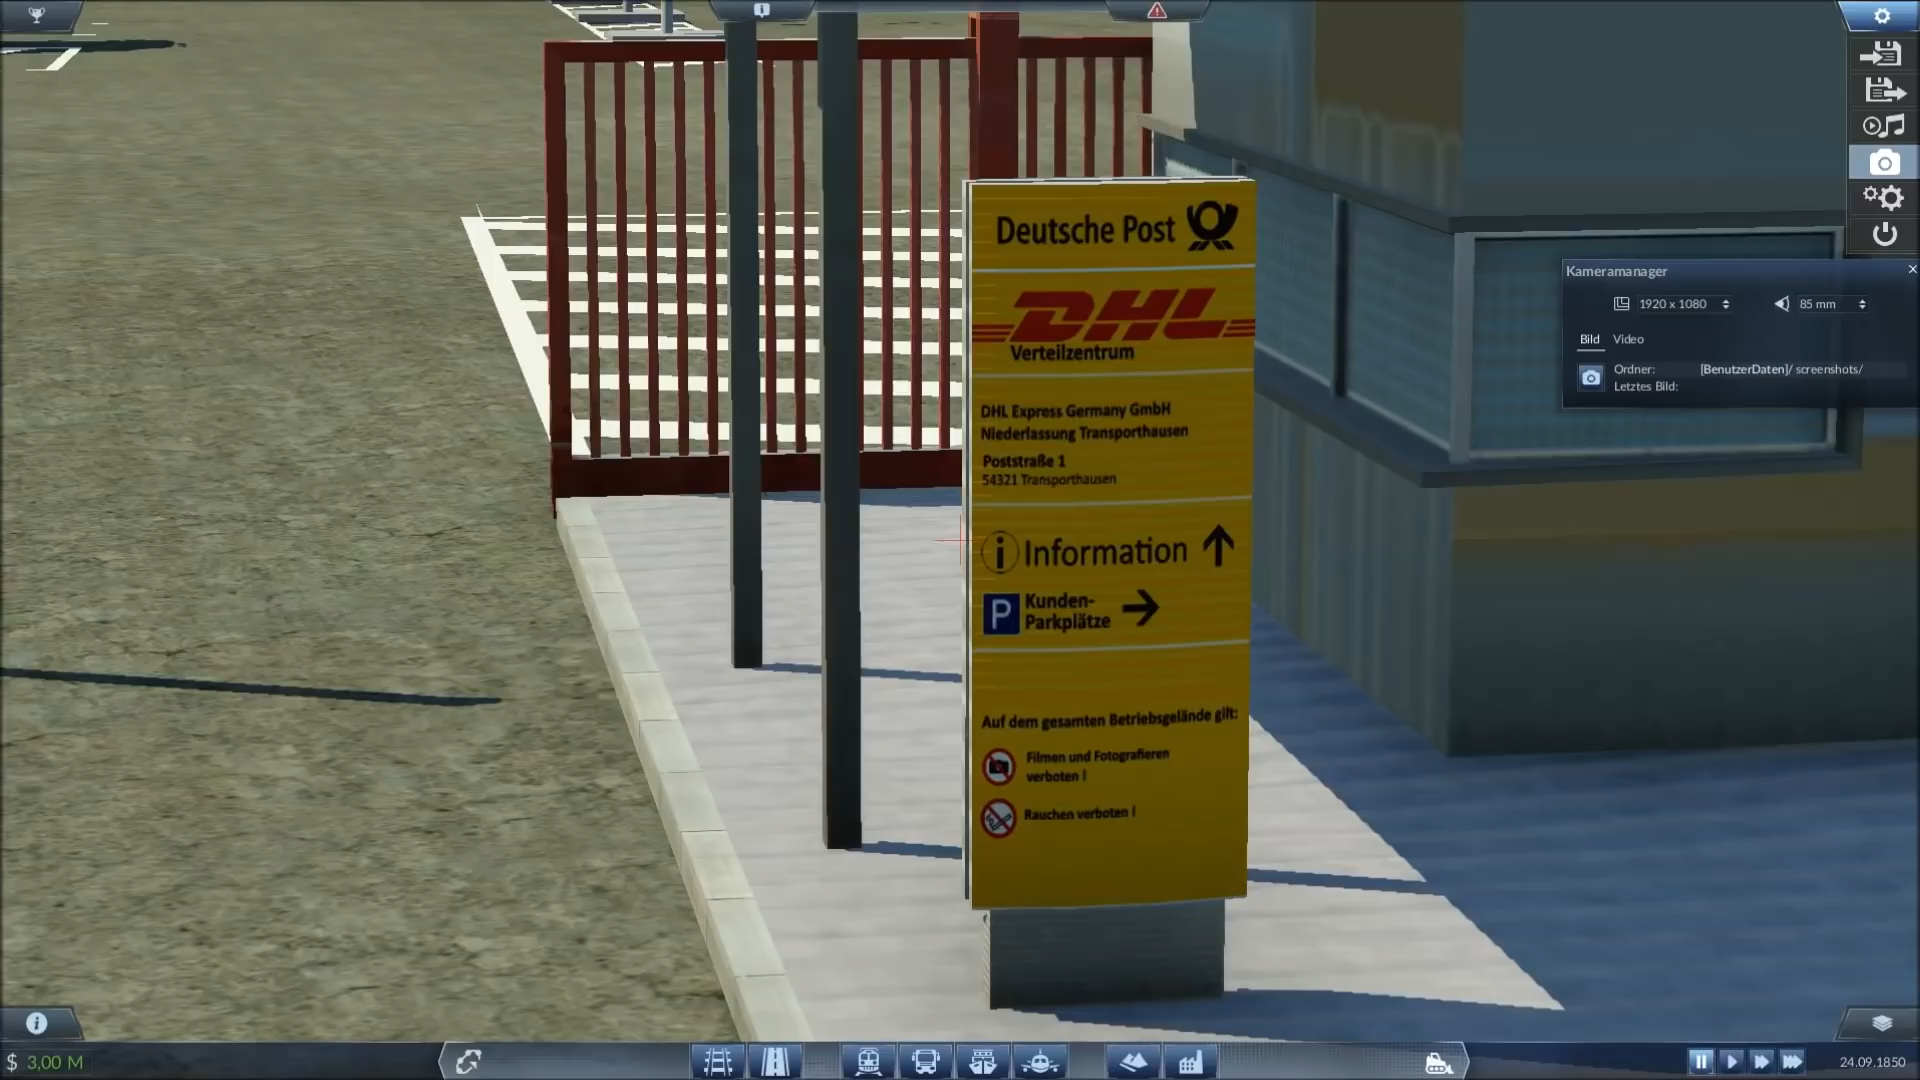 Deutsche Post
DHL
Verteilzentrum
DHL Express Germany GmbH
Niederlassung Transporthausen
Poststraße 1
54321 Transporthausen
i Information
P Kunden-
Parkplätze
Auf dem gesamten Betriebsgelände gilt:
Filmen und Fotografieren
verboten !
Rauchen verboten !
Kameramanager
1920 x 1080 85 mm
Bild Video
Ordner: [BenutzerDaten]/ screenshots/
Letztes Bild:
$ 3,00 M
24.09.1850